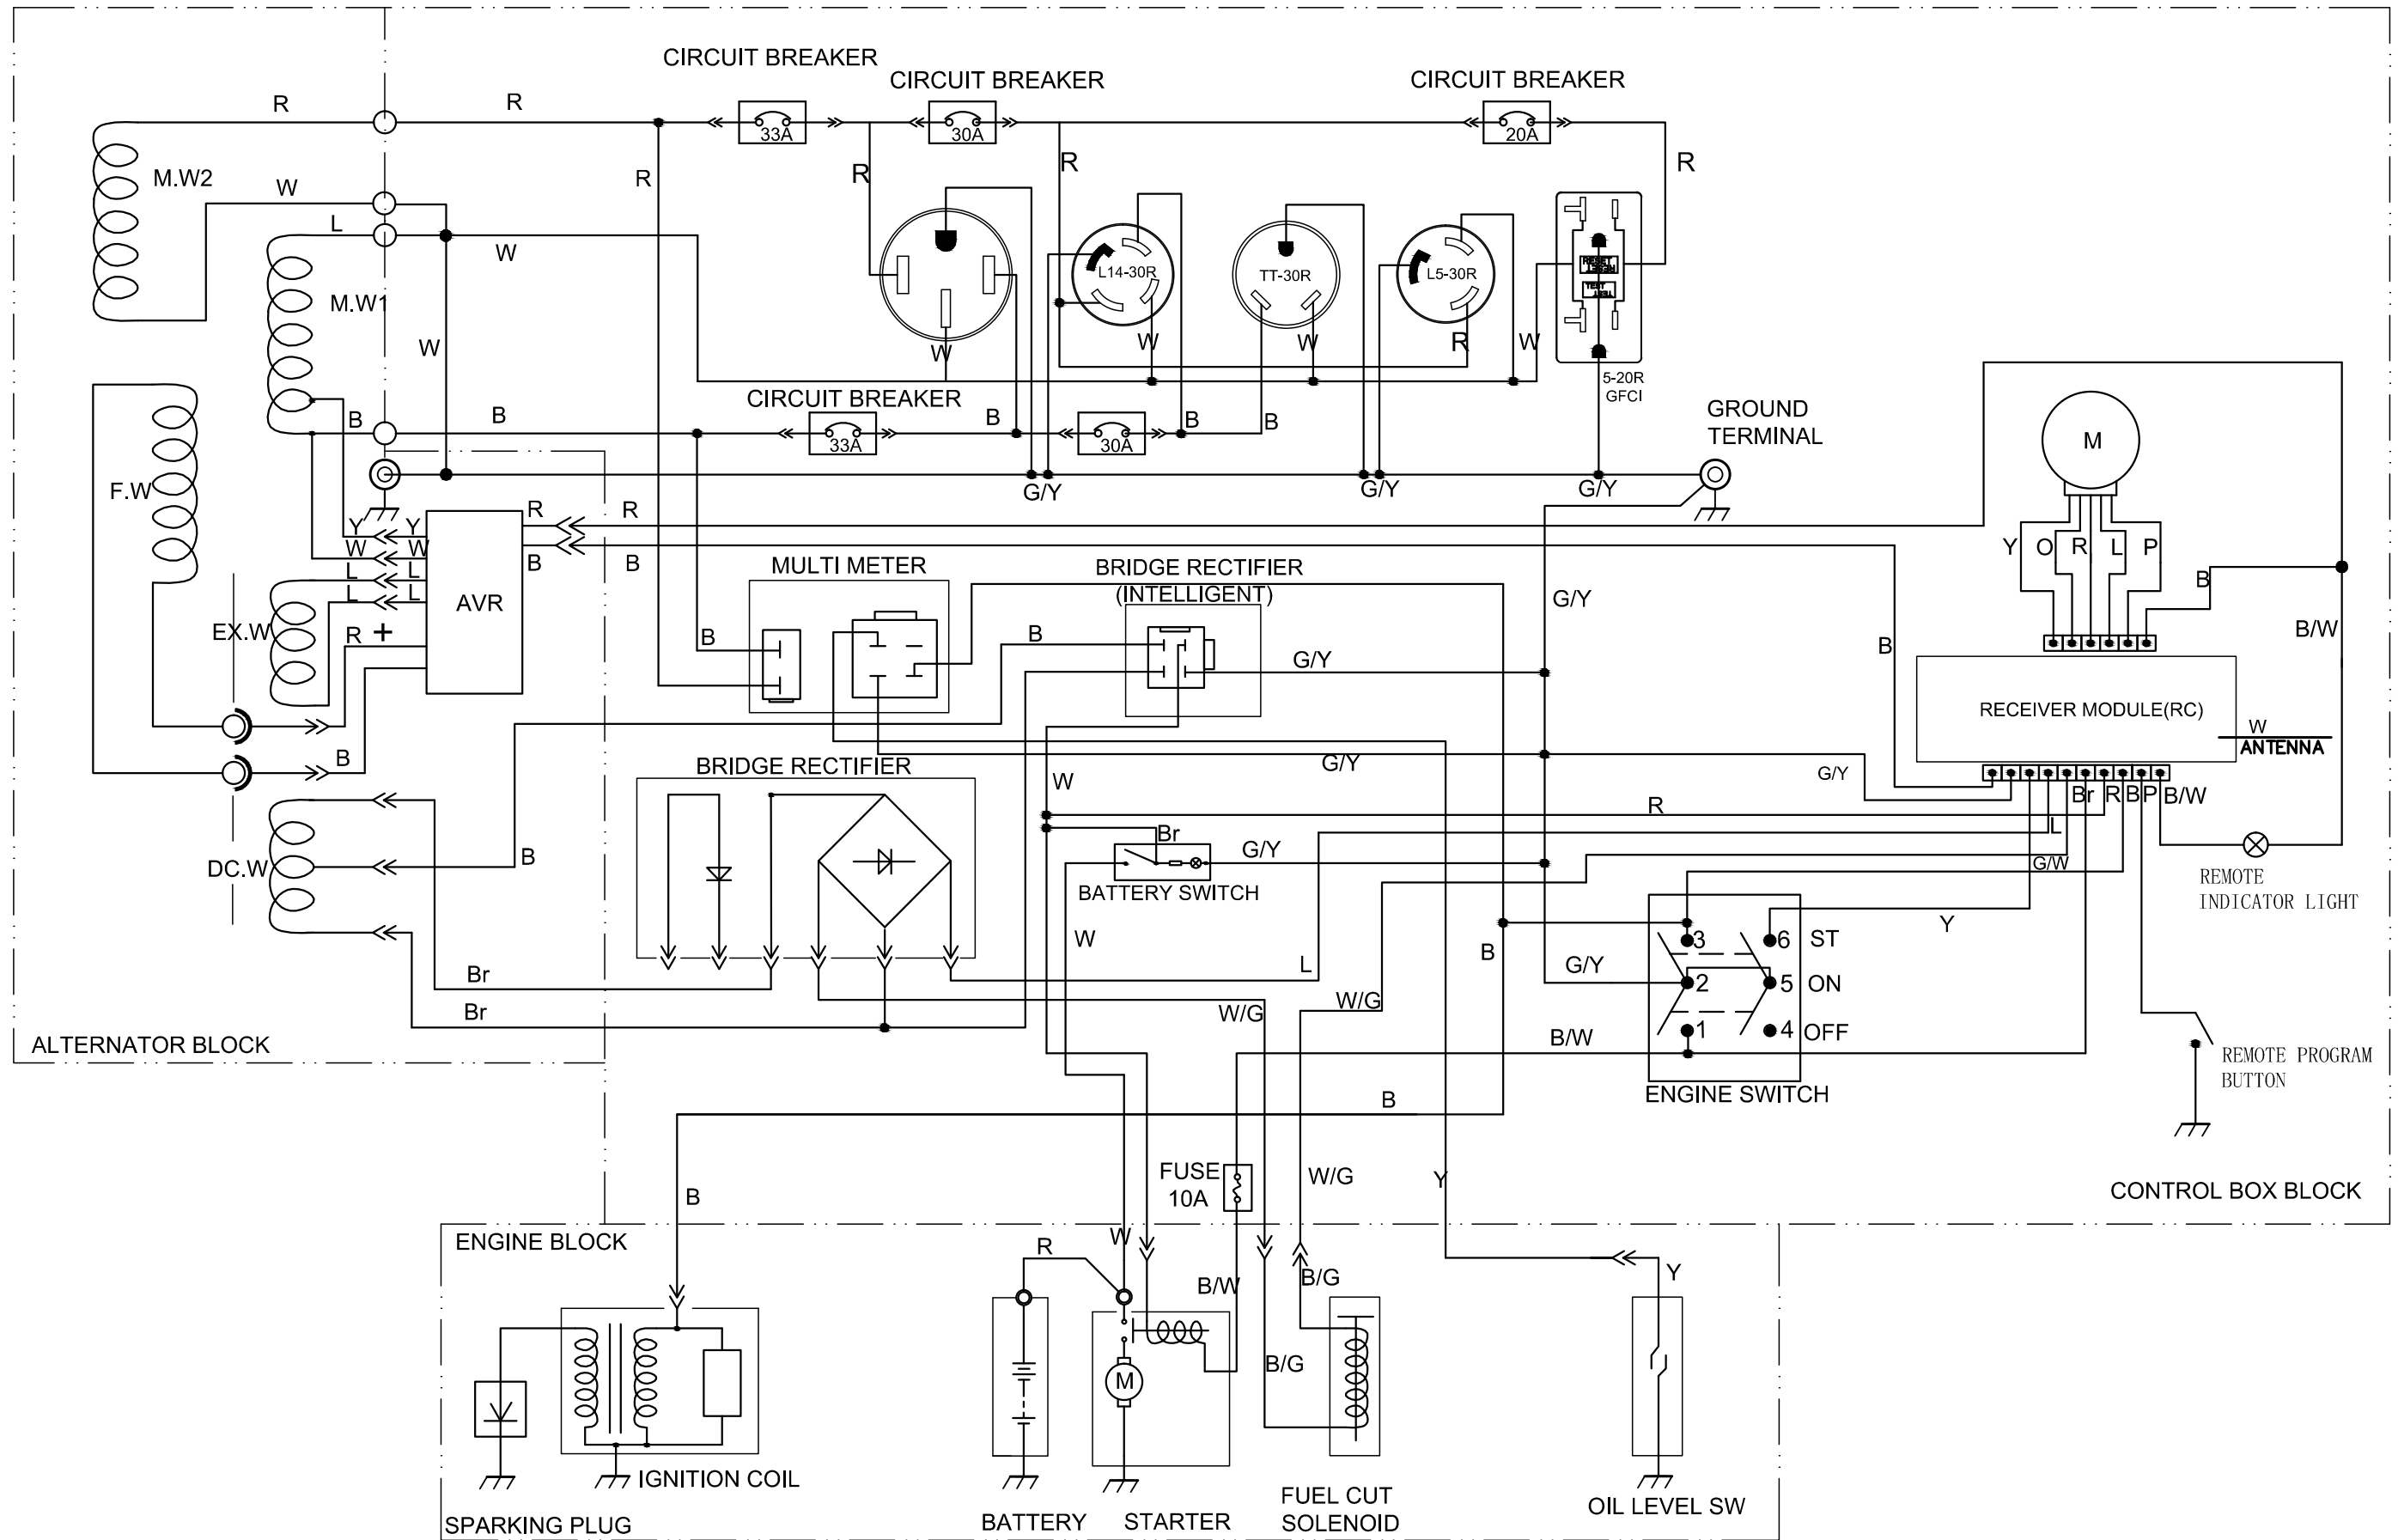 CIRCUIT BREAKER
CIRCUIT BREAKER
CIRCUIT BREAKER
R
R
33A
30A
20A
M.W2
W
R
R
R
R
L
W
M.W1
W
L14-30R
TT-30R
L5-30R
RESET
RESET
TEST
TEST
W
W
W
R
W
5-20R
GFCI
CIRCUIT BREAKER
B
B
33A
B
30A
B
B
GROUND
TERMINAL
M
F.W
G/Y
G/Y
G/Y
Y
Y
W
W
L
L
L
L
AVR
EX.W
R +
B
R
B
R
B
MULTI METER
BRIDGE RECTIFIER
(INTELLIGENT)
Y
O
R
L
P
B
B/W
G/Y
B
B
G/Y
B
RECEIVER MODULE(RC)
W
ANTENNA
BRIDGE RECTIFIER
G/Y
G/Y
W
Br
R
B
P
B/W
R
L
Br
G/Y
BATTERY SWITCH
G/W
REMOTE
INDICATOR LIGHT
DC.W
B
W
Br
Br
L
W/G
W/G
B
G/Y
Y
3
6
ST
2
5
ON
1
4
OFF
B/W
ENGINE SWITCH
REMOTE PROGRAM
BUTTON
ALTERNATOR BLOCK
B
B
FUSE
10A
W/G
Y
CONTROL BOX BLOCK
ENGINE BLOCK
R
W
B/W
B/G
B/G
Y
M
IGNITION COIL
SPARKING PLUG
BATTERY
STARTER
FUEL CUT
SOLENOID
OIL LEVEL SW